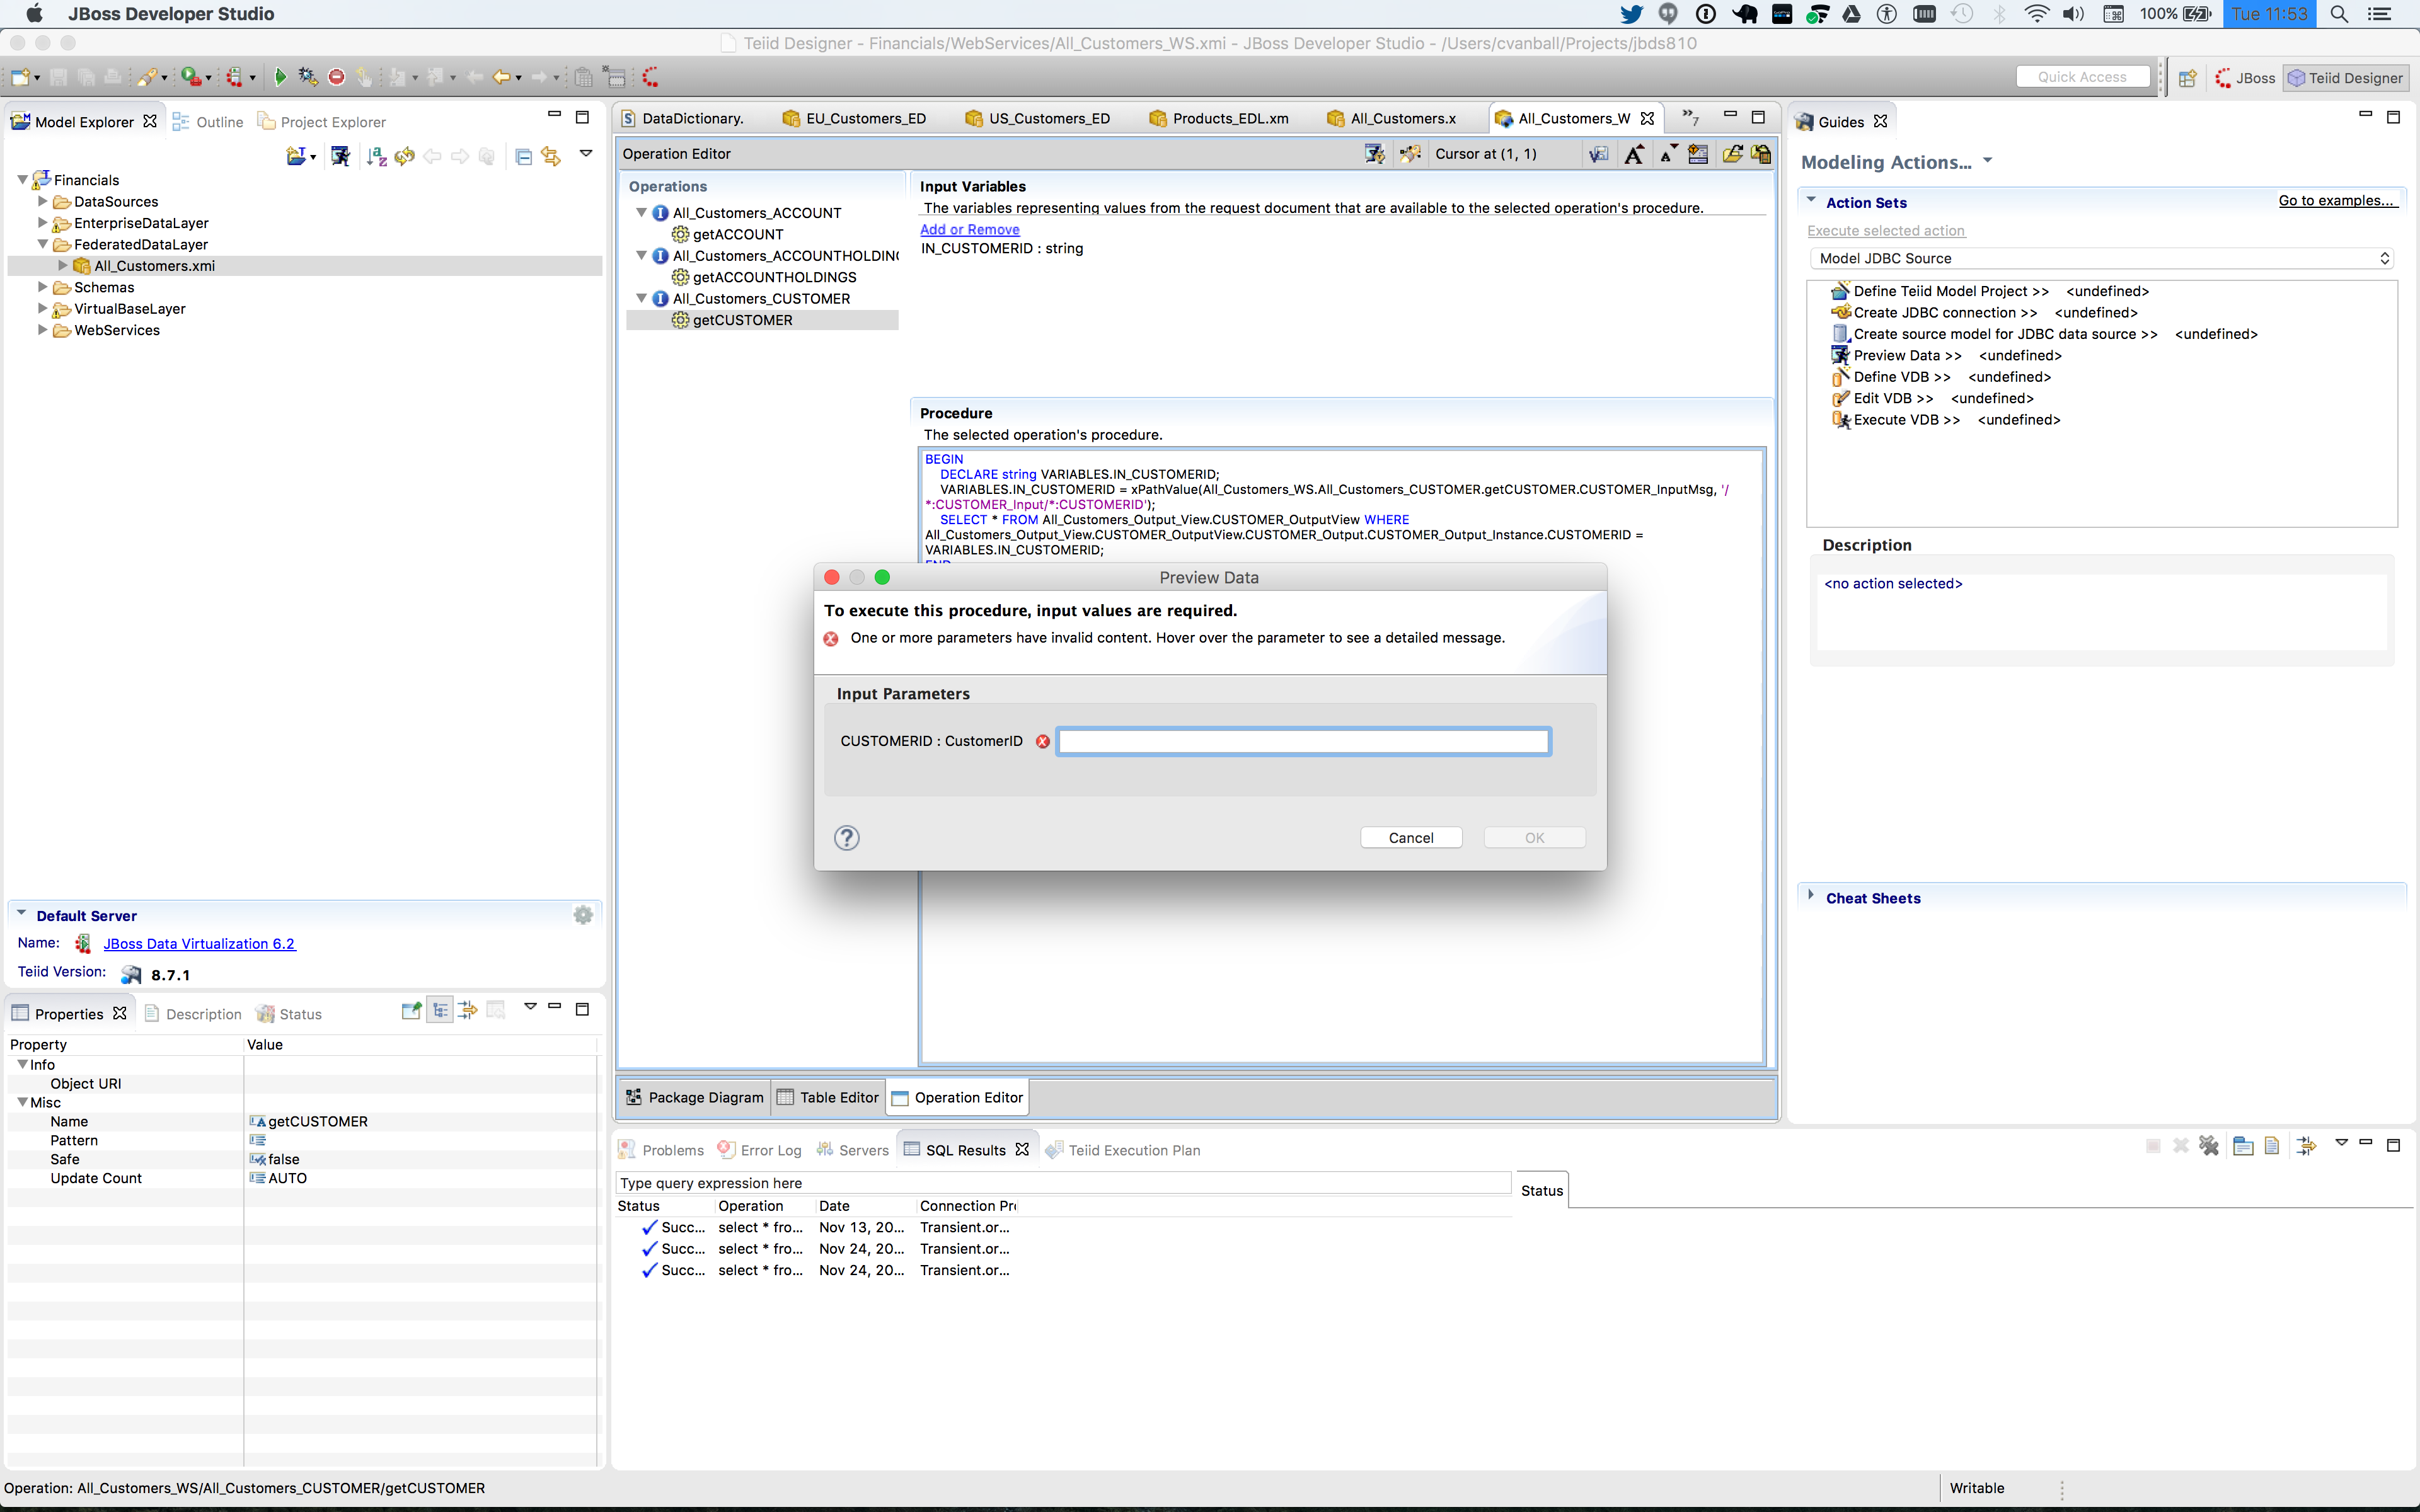 JBoss Developer Studio
100%
Tue 11:53
Teiid Designer - Financials/WebServices/All_Customers_WS.xmi - JBoss Developer Studio - /Users/cvanball/Projects/jbds810
Quick Access
JBoss
Teiid Designer
Model Explorer
Outline
Project Explorer
Financials
DataSources
EnterpriseDataLayer
FederatedDataLayer
All_Customers.xmi
Schemas
VirtualBaseLayer
WebServices
Default Server
Name:
JBoss Data Virtualization 6.2
Teiid Version:
8.7.1
Properties
Description
Status
Property
Value
Info
Object URI
Misc
Name
getCUSTOMER
Pattern
Safe
false
Update Count
AUTO
DataDictionary.
EU_Customers_ED
US_Customers_ED
Products_EDL.xm
All_Customers.x
All_Customers_W
»7
Operation Editor
Cursor at (1, 1)
Operations
All_Customers_ACCOUNT
getACCOUNT
All_Customers_ACCOUNTHOLDIN
getACCOUNTHOLDINGS
All_Customers_CUSTOMER
getCUSTOMER
Input Variables
The variables representing values from the request document that are available to the selected operation's procedure.
Add or Remove
IN_CUSTOMERID : string
Procedure
The selected operation's procedure.
BEGIN
DECLARE string VARIABLES.IN_CUSTOMERID;
VARIABLES.IN_CUSTOMERID = xPathValue(All_Customers_WS.All_Customers_CUSTOMER.getCUSTOMER.CUSTOMER_InputMsg, '/
*:CUSTOMER_Input/*:CUSTOMERID');
SELECT * FROM All_Customers_Output_View.CUSTOMER_OutputView WHERE
All_Customers_Output_View.CUSTOMER_OutputView.CUSTOMER_Output.CUSTOMER_Output_Instance.CUSTOMERID =
VARIABLES.IN_CUSTOMERID;
END
Preview Data
To execute this procedure, input values are required.
One or more parameters have invalid content. Hover over the parameter to see a detailed message.
Input Parameters
CUSTOMERID : CustomerID
Cancel
OK
Package Diagram
Table Editor
Operation Editor
Problems
Error Log
Servers
SQL Results
Teiid Execution Plan
Type query expression here
Status
Status Operation Date Connection Pr
Succ... select * fro... Nov 13, 20... Transient.or...
Succ... select * fro... Nov 24, 20... Transient.or...
Succ... select * fro... Nov 24, 20... Transient.or...
Guides
Modeling Actions...
Action Sets
Go to examples...
Execute selected action
Model JDBC Source
Define Teiid Model Project >> <undefined>
Create JDBC connection >> <undefined>
Create source model for JDBC data source >> <undefined>
Preview Data >> <undefined>
Define VDB >> <undefined>
Edit VDB >> <undefined>
Execute VDB >> <undefined>
Description
<no action selected>
Cheat Sheets
Operation: All_Customers_WS/All_Customers_CUSTOMER/getCUSTOMER
Writable